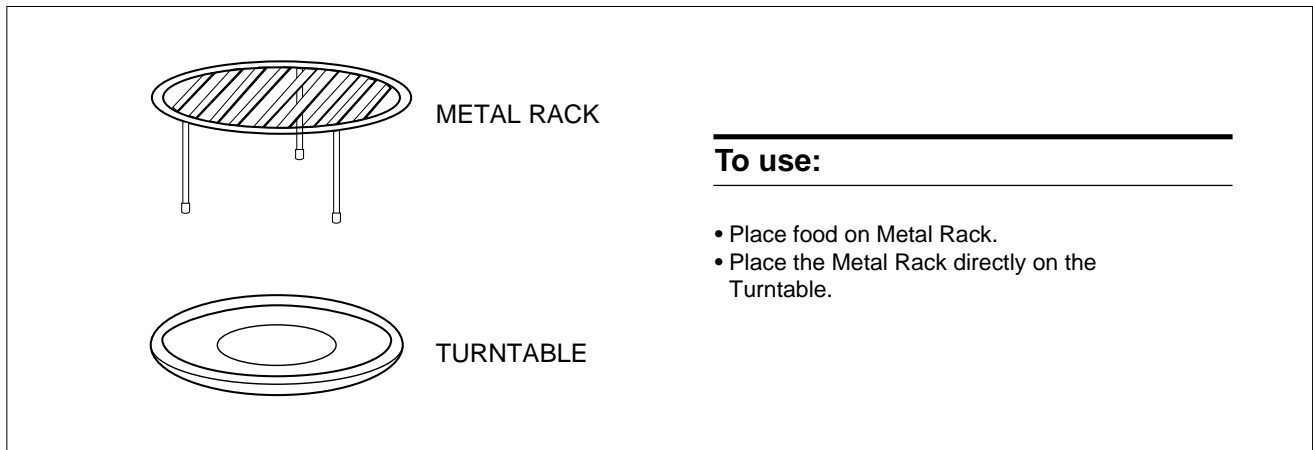 METAL RACK
TURNTABLE
To use:
• Place food on Metal Rack.
• Place the Metal Rack directly on the
Turntable.